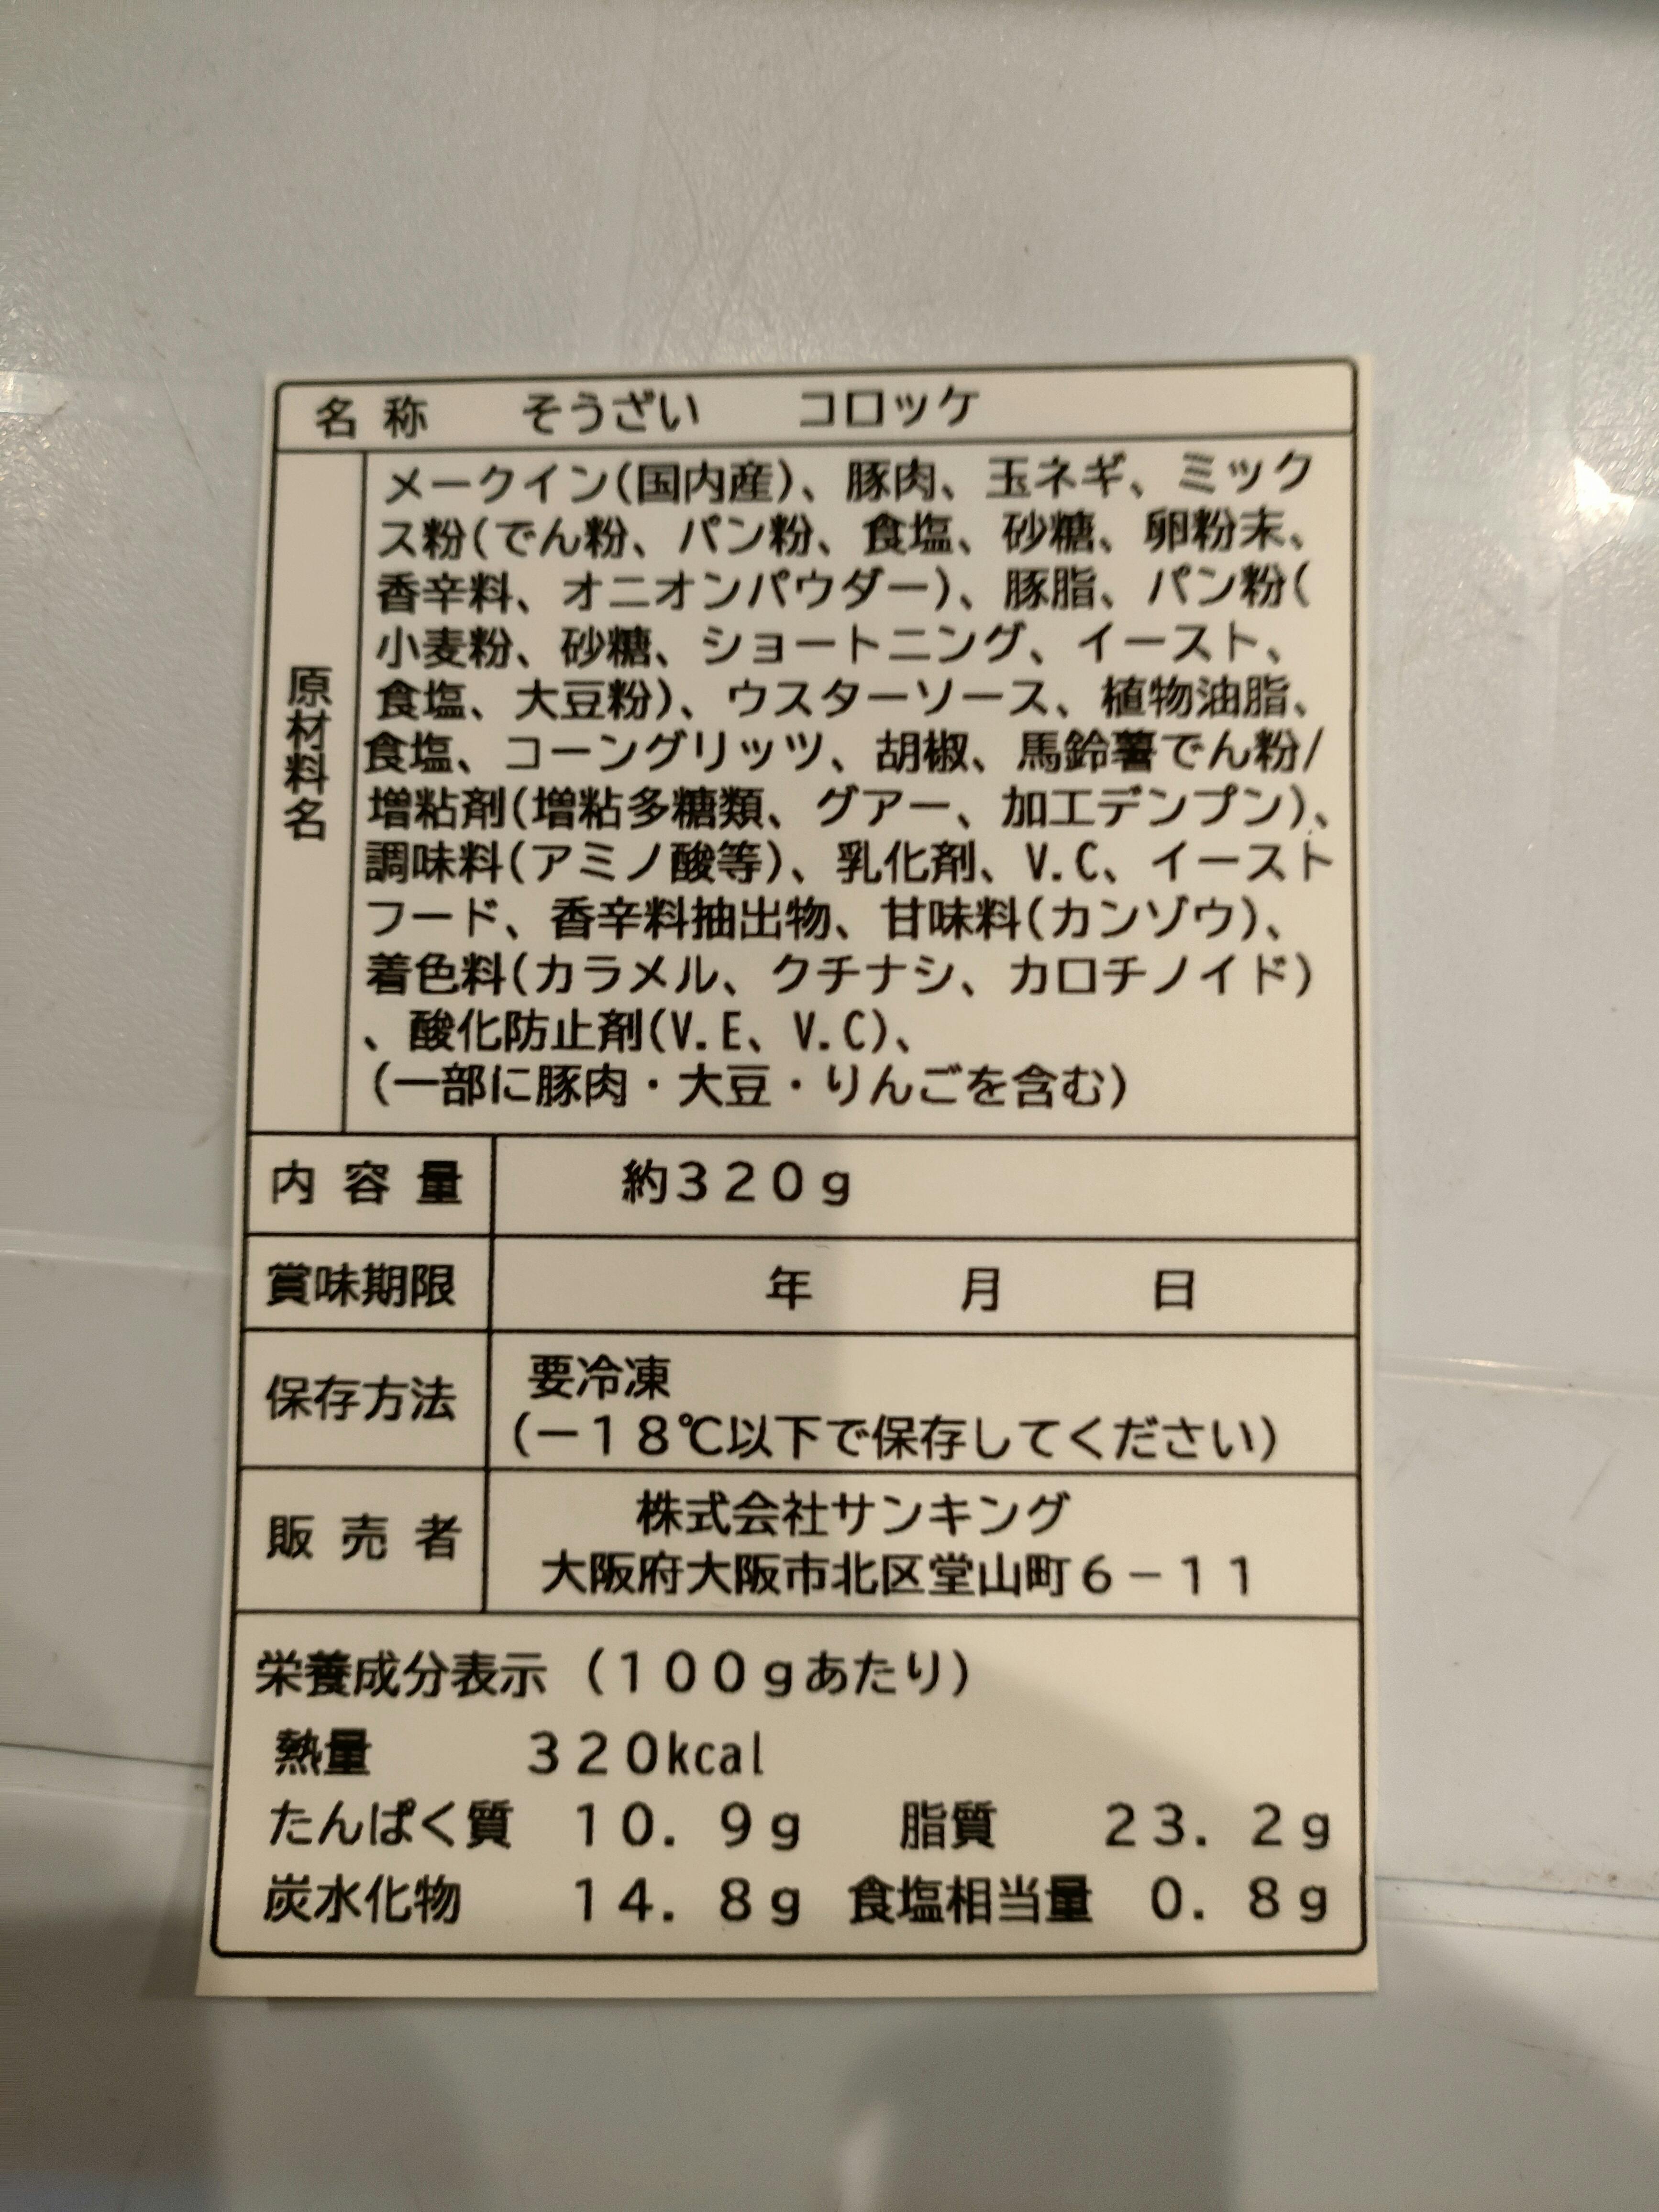 名称 そうざい コロッケ
原材料名
メークイン(国内産)、豚肉、玉ネギ、ミック
ス粉(でん粉、パン粉、食塩、砂糖、卵粉末、
香辛料、オニオンパウダー)、豚脂、パン粉(
小麦粉、砂糖、ショートニング、イースト、
食塩、大豆粉)、ウスターソース、植物油脂、
食塩、コーングリッツ、胡椒、馬鈴薯でん粉/
増粘剤(増粘多糖類、グアー、加工デンプン)、
調味料(アミノ酸等)、乳化剤、V.C、イースト
フード、香辛料抽出物、甘味料(カンゾウ)、
着色料(カラメル、クチナシ、カロチノイド)
、酸化防止剤(V.E、V.C)、
(一部に豚肉・大豆・りんごを含む)
内容量 約320g
賞味期限 年 月 日
保存方法 要冷凍
(－18℃以下で保存してください)
販売者 株式会社サンキング
大阪府大阪市北区堂山町6－11
栄養成分表示(100gあたり)
熱量 320kcal
たんぱく質 10.9g 脂質 23.2g
炭水化物 14.8g 食塩相当量 0.8g